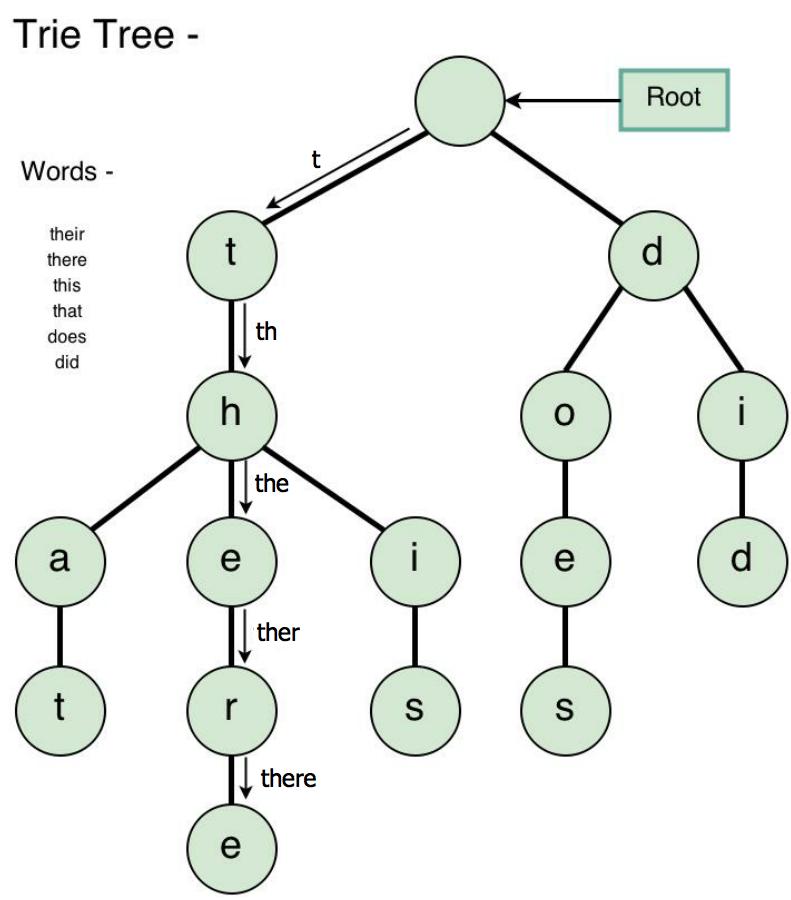 Trie Tree -
Root
t
Words -
their
there
this
that
does
did
t
d
th
h
o
i
the
a
e
i
e
d
ther
t
r
s
s
there
e